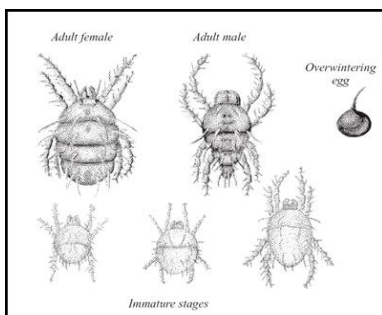 Adult female
Adult male
Overwintering
egg
Immature stages